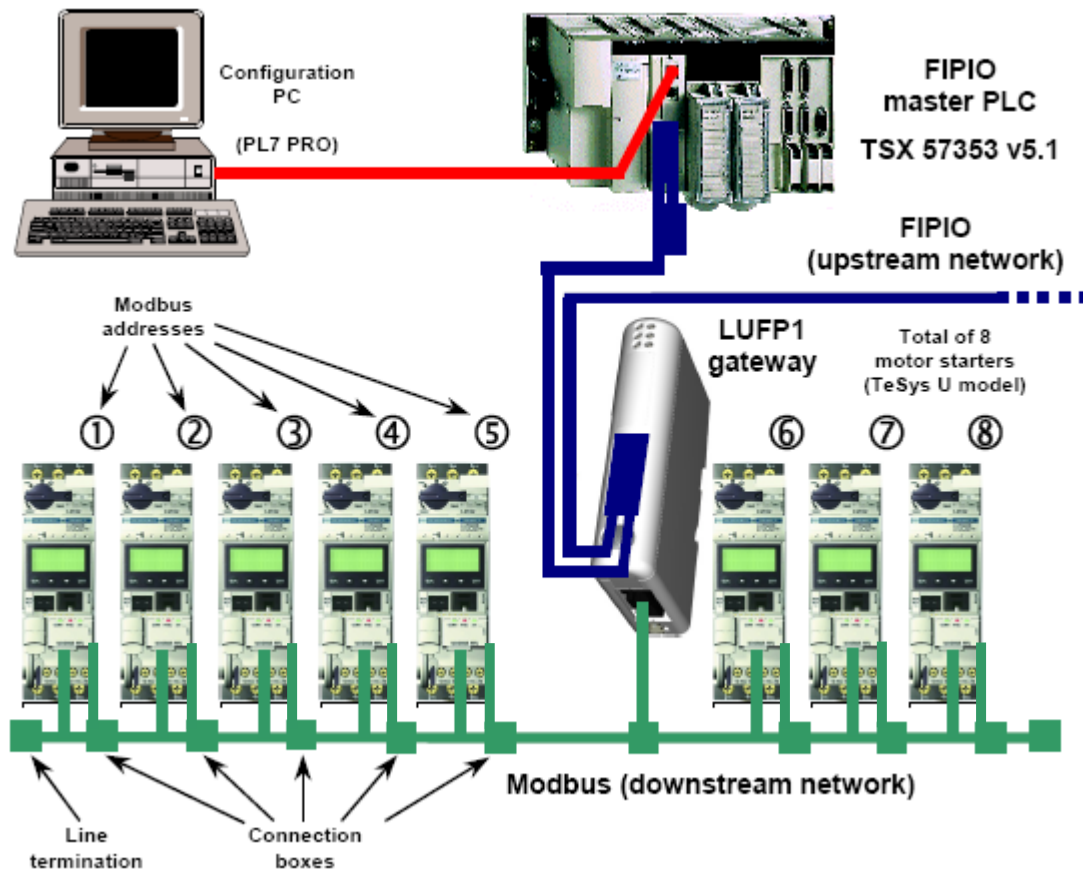 Configuration
PC
(PL7 PRO)
FIPIO
master PLC
TSX 57353 v5.1
FIPIO
(upstream network)
Modbus
addresses
LUFP1
gateway
Total of 8
motor starters
(TeSys U model)
① ② ③ ④ ⑤ ⑥ ⑦ ⑧
Modbus (downstream network)
Line
termination
Connection
boxes